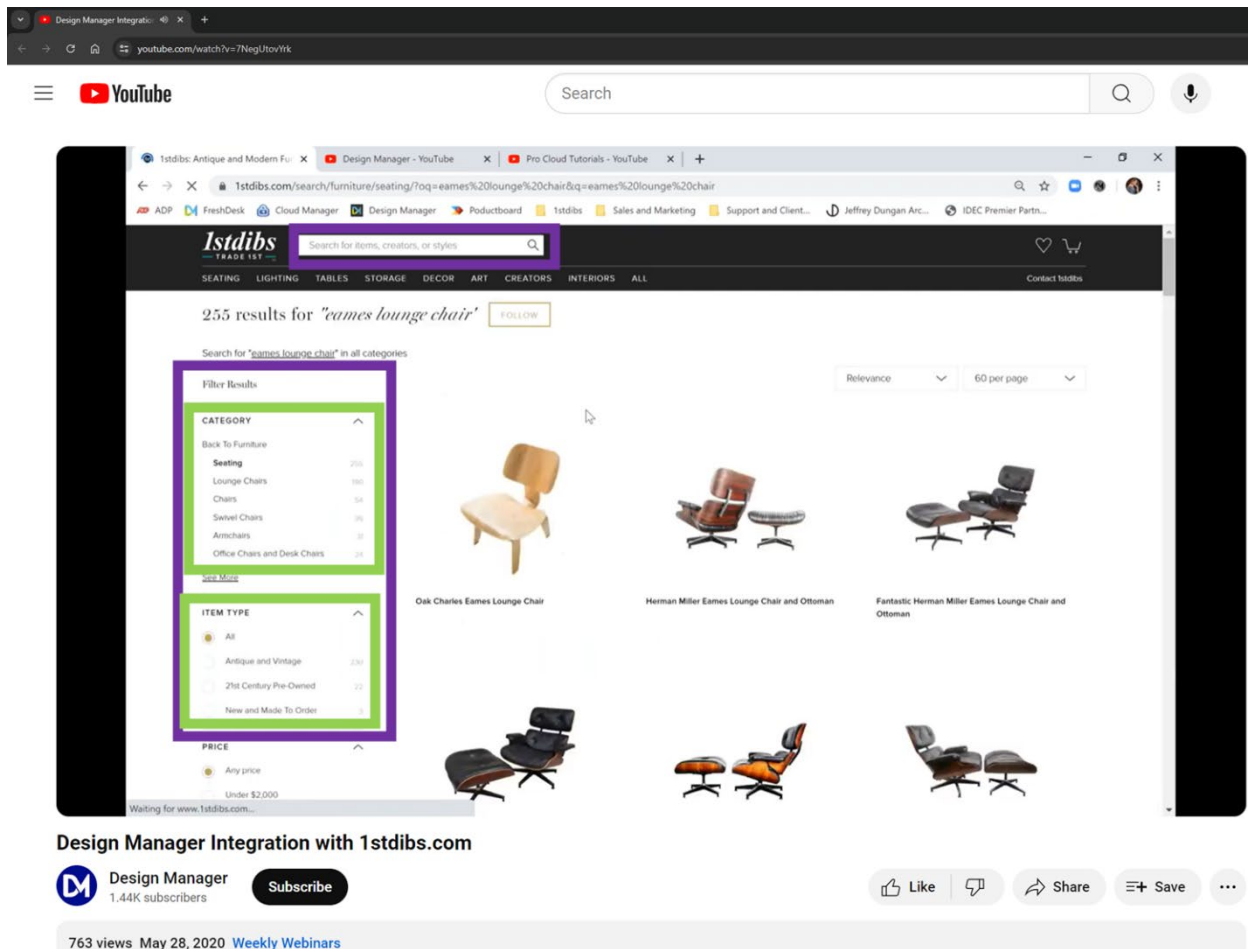 Design Manager Integratio
youtube.com/watch?v=7NegUtovYrk
YouTube
Search
1stdibs: Antique and Modern Fu
Design Manager - YouTube
Pro Cloud Tutorials - YouTube
1stdibs.com/search/furniture/seating/?oq=eames%20lounge%20chair&q=eames%20lounge%20chair
ADP FreshDesk Cloud Manager Design Manager Poductboard 1stdibs Sales and Marketing Support and Client... Jeffrey Dungan Arc... IDEC Premier Partn...
1stdibs
TRADE 1ST
Search for items, creators, or styles
SEATING LIGHTING TABLES STORAGE DECOR ART CREATORS INTERIORS ALL
Contact 1stdibs
255 results for "eames lounge chair"
FOLLOW
Search for "eames lounge chair" in all categories
Filter Results
Relevance
60 per page
CATEGORY
Back To Furniture
Seating
Lounge Chairs
Chairs
Swivel Chairs
Armchairs
Office Chairs and Desk Chairs
See More
ITEM TYPE
All
Antique and Vintage
21st Century Pre-Owned
New and Made To Order
PRICE
Any price
Under $2,000
Oak Charles Eames Lounge Chair
Herman Miller Eames Lounge Chair and Ottoman
Fantastic Herman Miller Eames Lounge Chair and
Ottoman
Waiting for www.1stdibs.com...
Design Manager Integration with 1stdibs.com
Design Manager
1.44K subscribers
Subscribe
Like
Share
Save
763 views May 28, 2020 Weekly Webinars